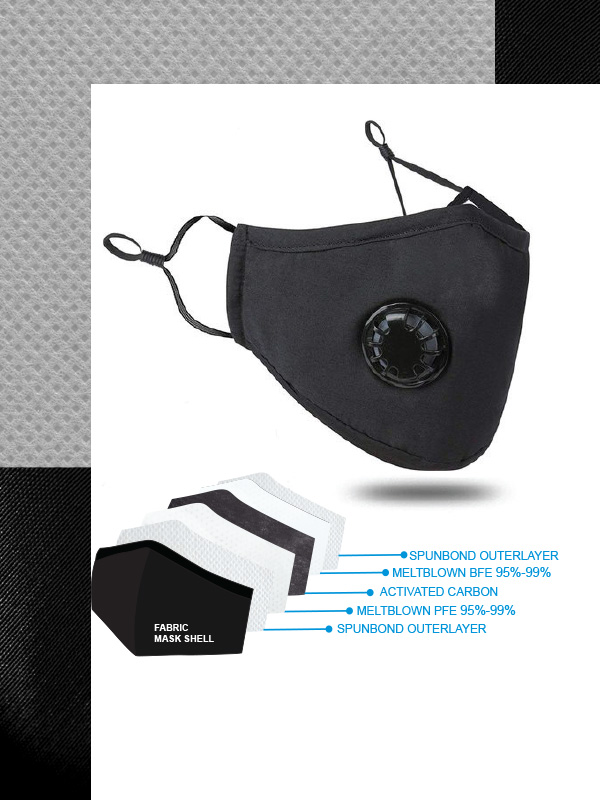 SPUNBOND OUTERLAYER
MELTBLOWN BFE 95%-99%
ACTIVATED CARBON
MELTBLOWN PFE 95%-99%
SPUNBOND OUTERLAYER
FABRIC
MASK SHELL